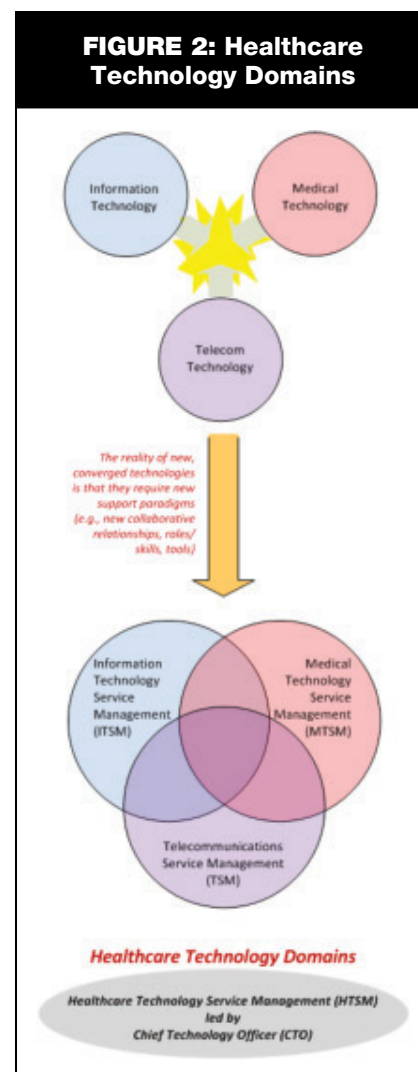 FIGURE 2: Healthcare
Technology Domains
Information
Technology
Medical
Technology
Telecom
Technology
The reality of new,
converged technologies
is that they require new
support paradigms
(e.g., new collaborative
relationships, roles/
skills, tools)
Information
Technology
Service
Management
(ITSM)
Medical
Technology
Service
Management
(MTSM)
Telecommunications
Service Management
(TSM)
Healthcare Technology Domains
Healthcare Technology Service Management (HTSM)
led by
Chief Technology Officer (CTO)